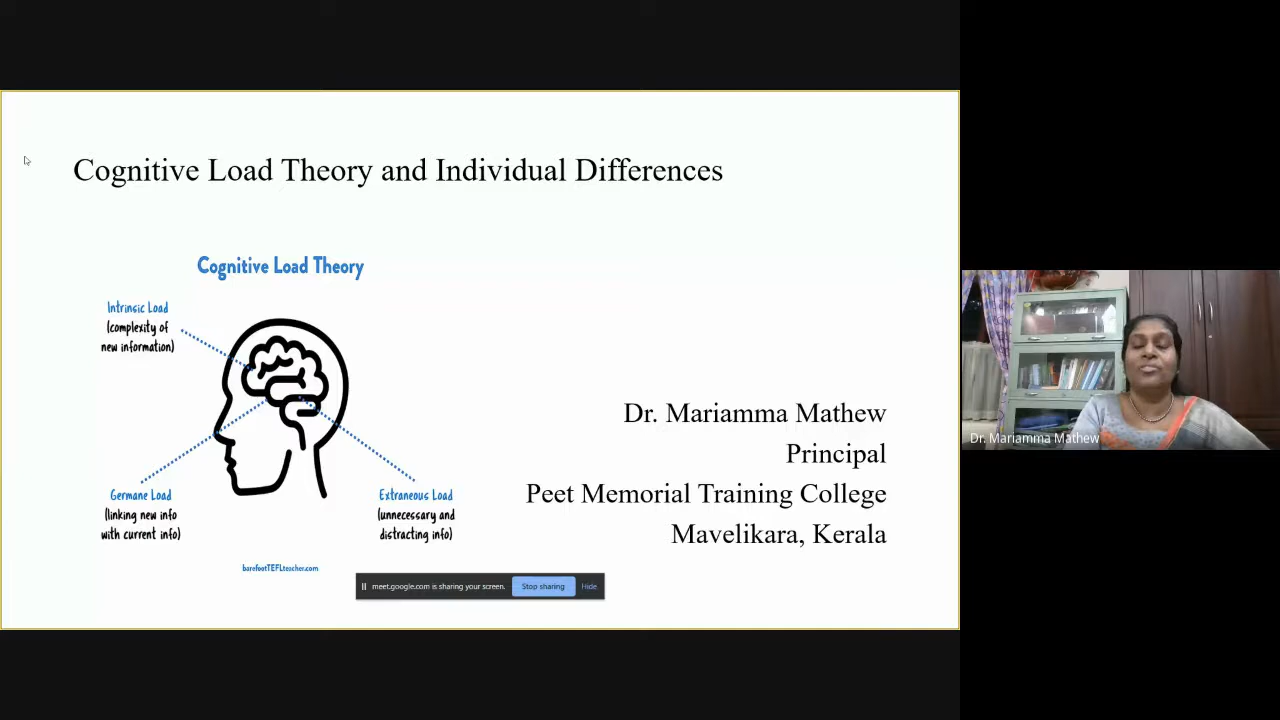 Cognitive Load Theory and Individual Differences
Cognitive Load Theory
Intrinsic Load
(complexity of
new information)
Germane Load
(linking new info
with current info)
Extraneous Load
(unnecessary and
distracting info)
barefootTEFLteacher.com
Dr. Mariamma Mathew
Principal
Peet Memorial Training College
Mavelikara, Kerala
meet.google.com is sharing your screen. Stop sharing Hide
Dr. Mariamma Mathew